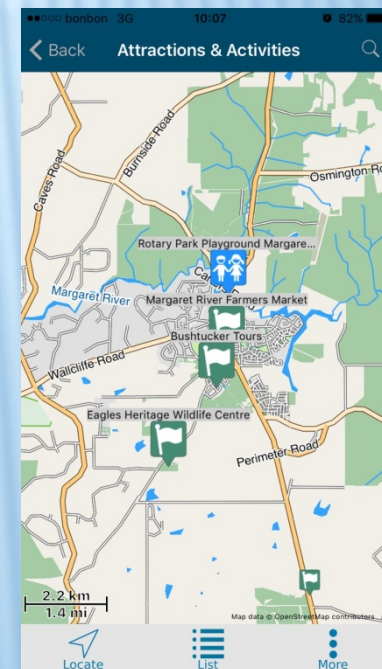 bonbon 3G 10:07 82%
Back Attractions & Activities
Burnside Road
Caves Road
Osmington Ro
Rotary Park Playground Margare...
Ca
Margaret River
Margaret River Farmers Market
Bushtucker Tours
Wallcliffe Road
Eagles Heritage Wildlife Centre
Perimeter Road
2.2 km
1.4 mi
Map data © OpenStreetMap contributors
Locate List More